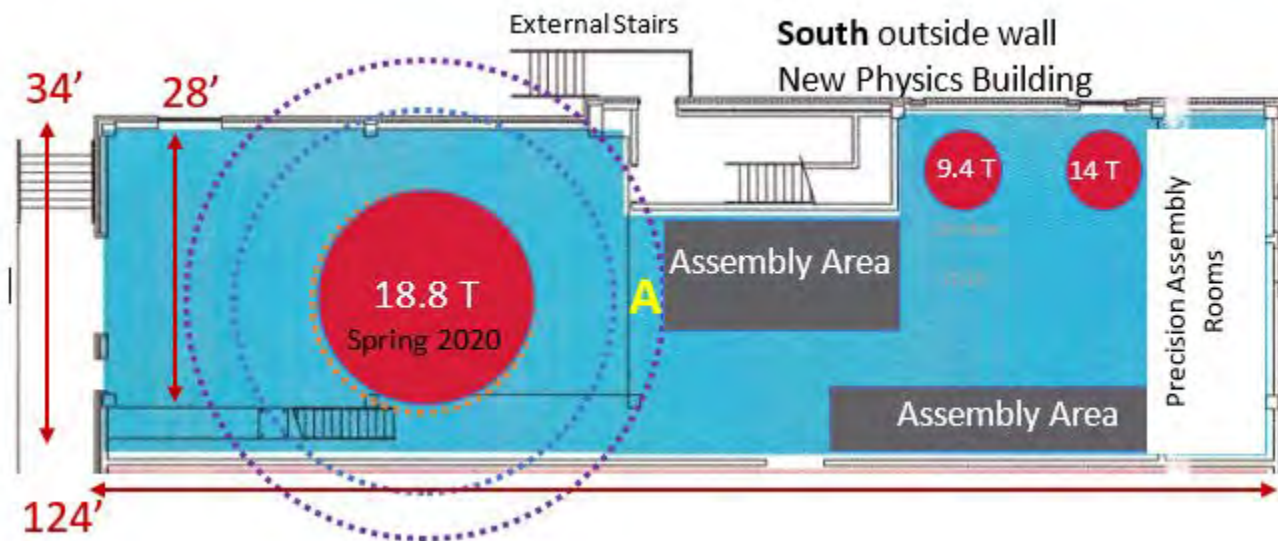 External Stairs
South outside wall
New Physics Building
34’
28’
9.4 T
14 T
Assembly Area
A
18.8 T
Spring 2020
Precision Assembly
Rooms
Assembly Area
124’